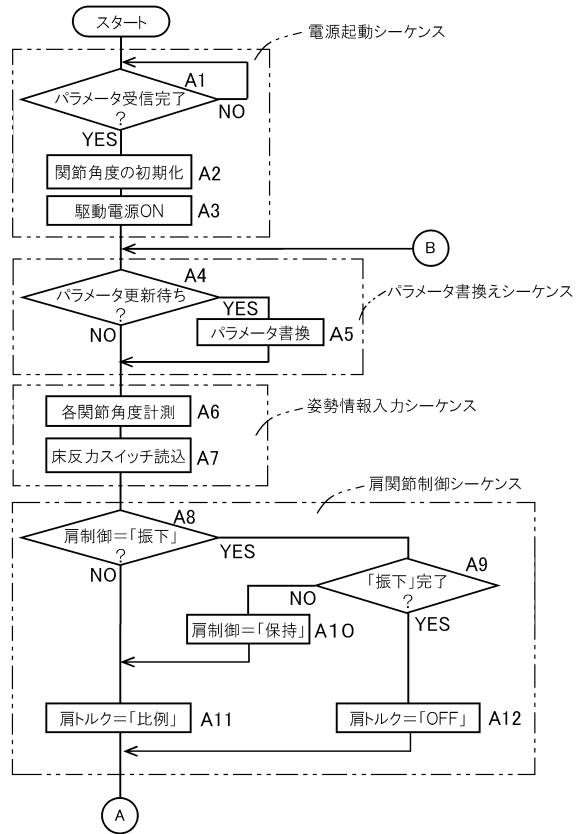 スタート
電源起動シーケンス
A1
パラメータ受信完了
?
NO
YES
関節角度の初期化
A2
駆動電源ON
A3
B
A4
パラメータ更新待ち
?
YES
NO
パラメータ書換
A5
パラメータ書換えシーケンス
各関節角度計測
A6
床反力スイッチ読込
A7
姿勢情報入力シーケンス
肩関節制御シーケンス
A8
肩制御=「振下」
?
YES
NO
A9
「振下」完了
?
NO
YES
肩制御=「保持」
A10
肩トルク=「比例」
A11
肩トルク=「OFF」
A12
A